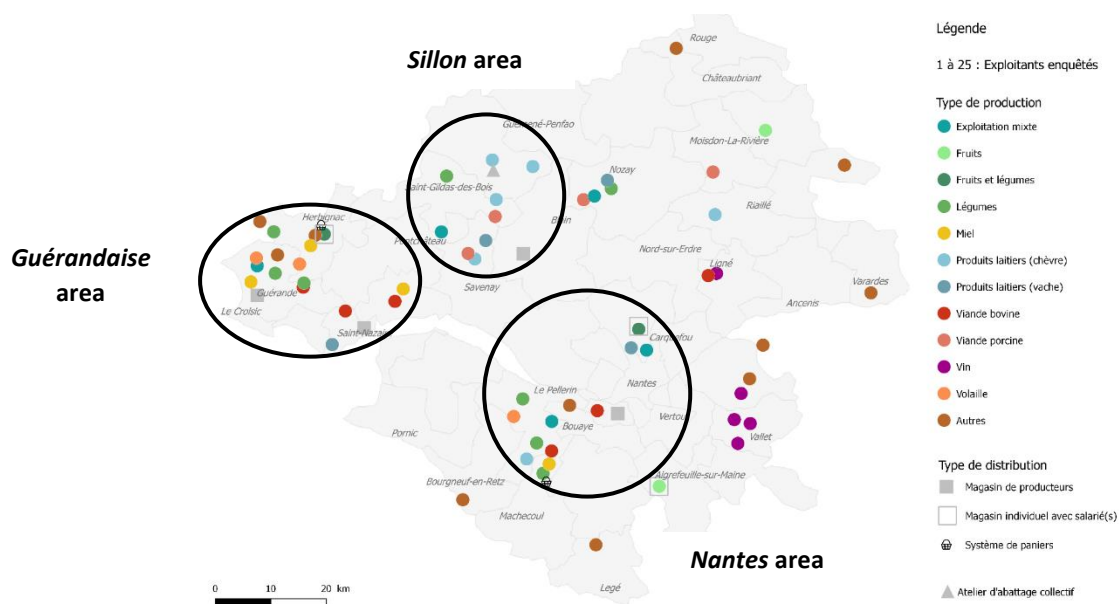 Sillon area
Guérandaise
area
Nantes area
Rouge
Châteaubriant
Guémené-Penfao
Moisdon-La-Rivière
Nozay
Saint-Gildas-des-Bois
Riaillé
Herbignac
Blain
Pontchâteau
Nord-sur-Erdre
Ligné
Guérande
Savenay
Varardes
Ancenis
Le Croisic
Saint-Nazaire
Carquefou
Le Pellerin
Nantes
Vertou
Pornic
Bouaye
Vallet
Bourgneuf-en-Retz
Aigrefeuille-sur-Maine
Machecoul
Legé
0 10 20 km
Légende
1 à 25 : Exploitants enquêtés
Type de production
Exploitation mixte
Fruits
Fruits et légumes
Légumes
Miel
Produits laitiers (chèvre)
Produits laitiers (vache)
Viande bovine
Viande porcine
Vin
Volaille
Autres
Type de distribution
Magasin de producteurs
Magasin individuel avec salarié(s)
Système de paniers
Atelier d'abattage collectif